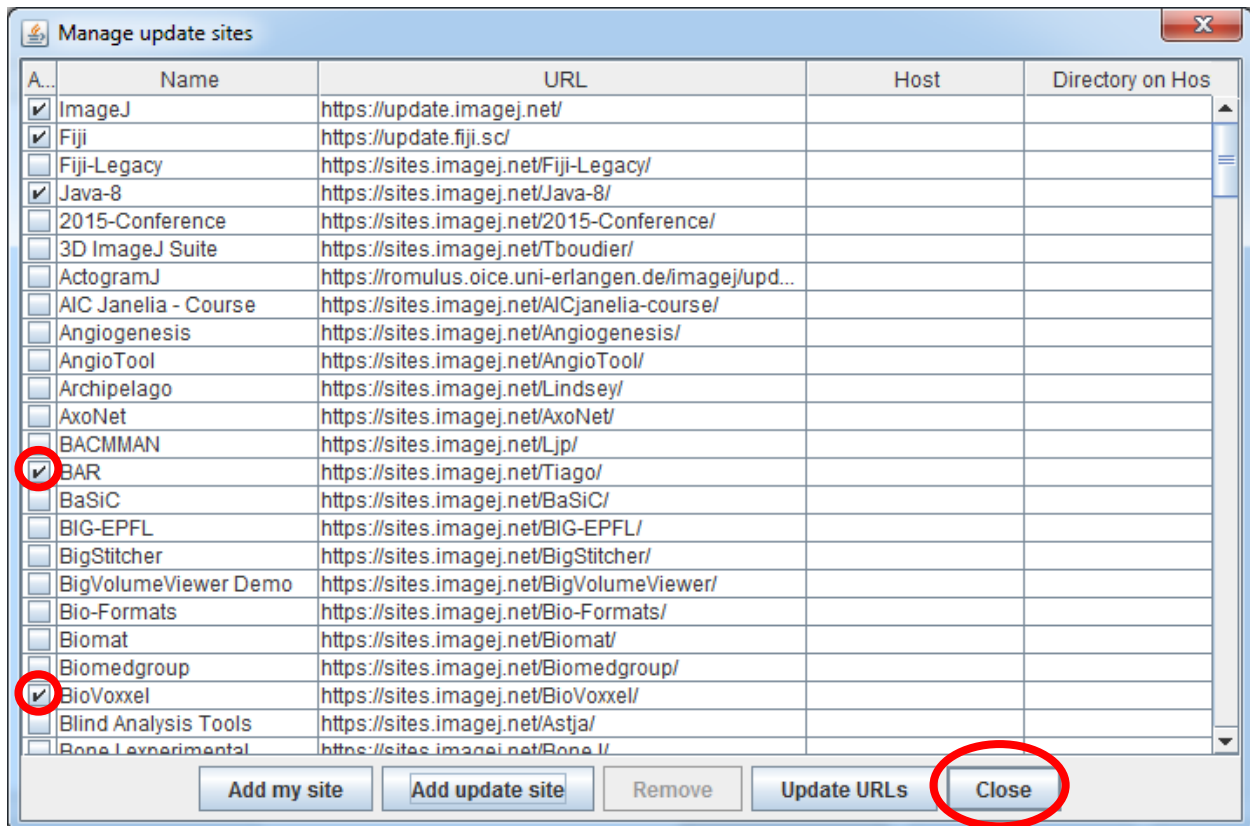 Manage update sites
A... Name URL Host Directory on Hos
ImageJ https://update.imagej.net/
Fiji https://update.fiji.sc/
Fiji-Legacy https://sites.imagej.net/Fiji-Legacy/
Java-8 https://sites.imagej.net/Java-8/
2015-Conference https://sites.imagej.net/2015-Conference/
3D ImageJ Suite https://sites.imagej.net/Tboudier/
ActogramJ https://romulus.oice.uni-erlangen.de/imagej/upd...
AIC Janelia - Course https://sites.imagej.net/AICjanelia-course/
Angiogenesis https://sites.imagej.net/Angiogenesis/
AngioTool https://sites.imagej.net/AngioTool/
Archipelago https://sites.imagej.net/Lindsey/
AxoNet https://sites.imagej.net/AxoNet/
BACMMAN https://sites.imagej.net/Ljp/
BAR https://sites.imagej.net/Tiago/
BaSiC https://sites.imagej.net/BaSiC/
BIG-EPFL https://sites.imagej.net/BIG-EPFL/
BigStitcher https://sites.imagej.net/BigStitcher/
BigVolumeViewer Demo https://sites.imagej.net/BigVolumeViewer/
Bio-Formats https://sites.imagej.net/Bio-Formats/
Biomat https://sites.imagej.net/Biomat/
Biomedgroup https://sites.imagej.net/Biomedgroup/
BioVoxxel https://sites.imagej.net/BioVoxxel/
Blind Analysis Tools https://sites.imagej.net/Astja/
BoneJ experimental https://sites.imagej.net/BoneJ/
Add my site Add update site Remove Update URLs Close